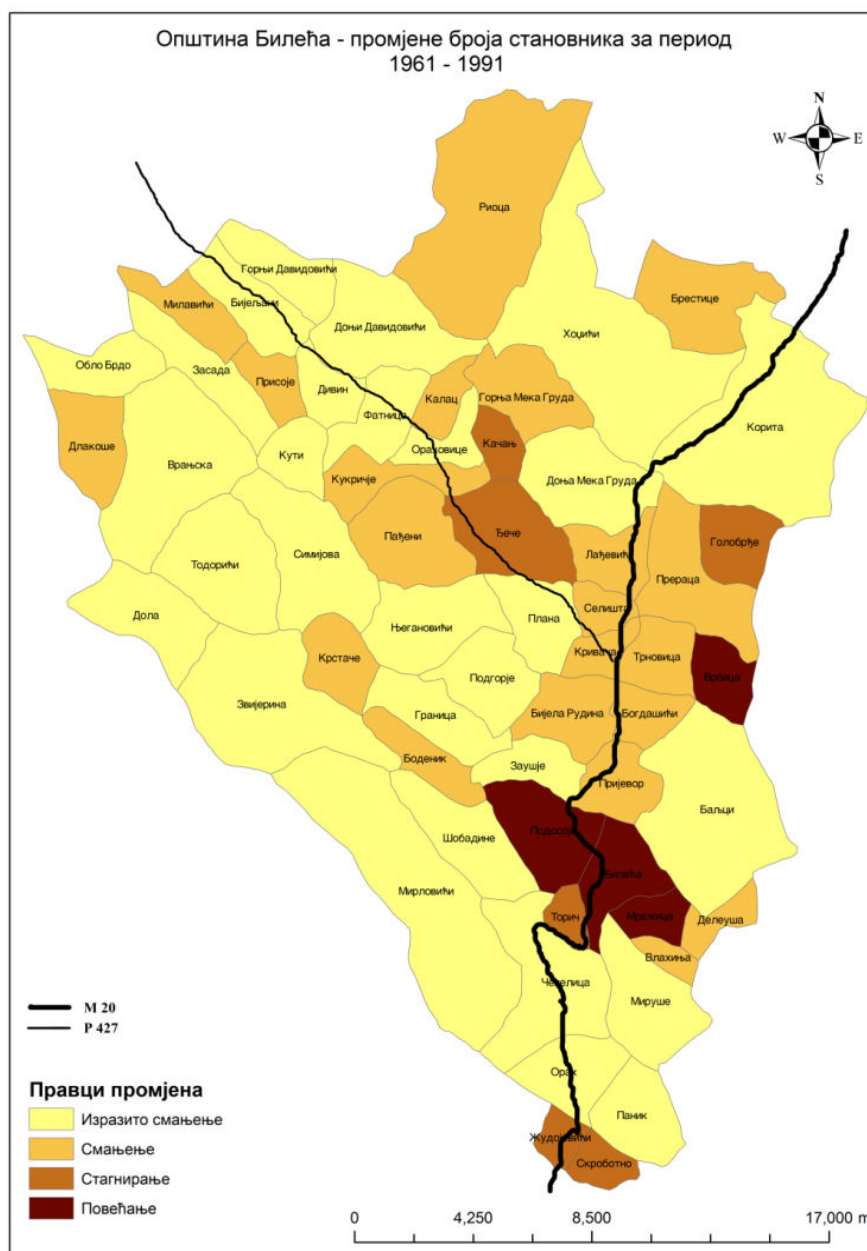 Општина Билећа - промјене броја становника за период
1961 - 1991
N
W E
S
Риоца
Горњи Давидовићи
Милавићи
Бијељани
Брестице
Доњи Давидовићи
Хоџићи
Обло Брдо
Засада
Присоје
Дивин
Калац
Горња Мека Груда
Фатница
Корита
Длакоше
Качањ
Ораховице
Врањска
Кути
Кукричје
Доња Мека Груда
Пађени
Ђече
Голобрђе
Лађевићи
Симијова
Тодорићи
Прераца
Селишта
Дола
Плана
Његановићи
Кривача
Трновица
Крстаче
Подгорје
Врбица
Звијерина
Граница
Бијела Рудина
Богдашићи
Боденик
Заушје
Пријевор
Баљци
Подосоје
Шобадине
Билећа
Мирловићи
Торич
Мрежица
Делеуша
Влахиња
Чепелица
Мируше
M 20
P 427
Орах
Правци промјена
Паник
Изразито смањење
Жудојевићи
Смањење
Скроботно
Стагнирање
Повећање
0 4,250 8,500 17,000 m